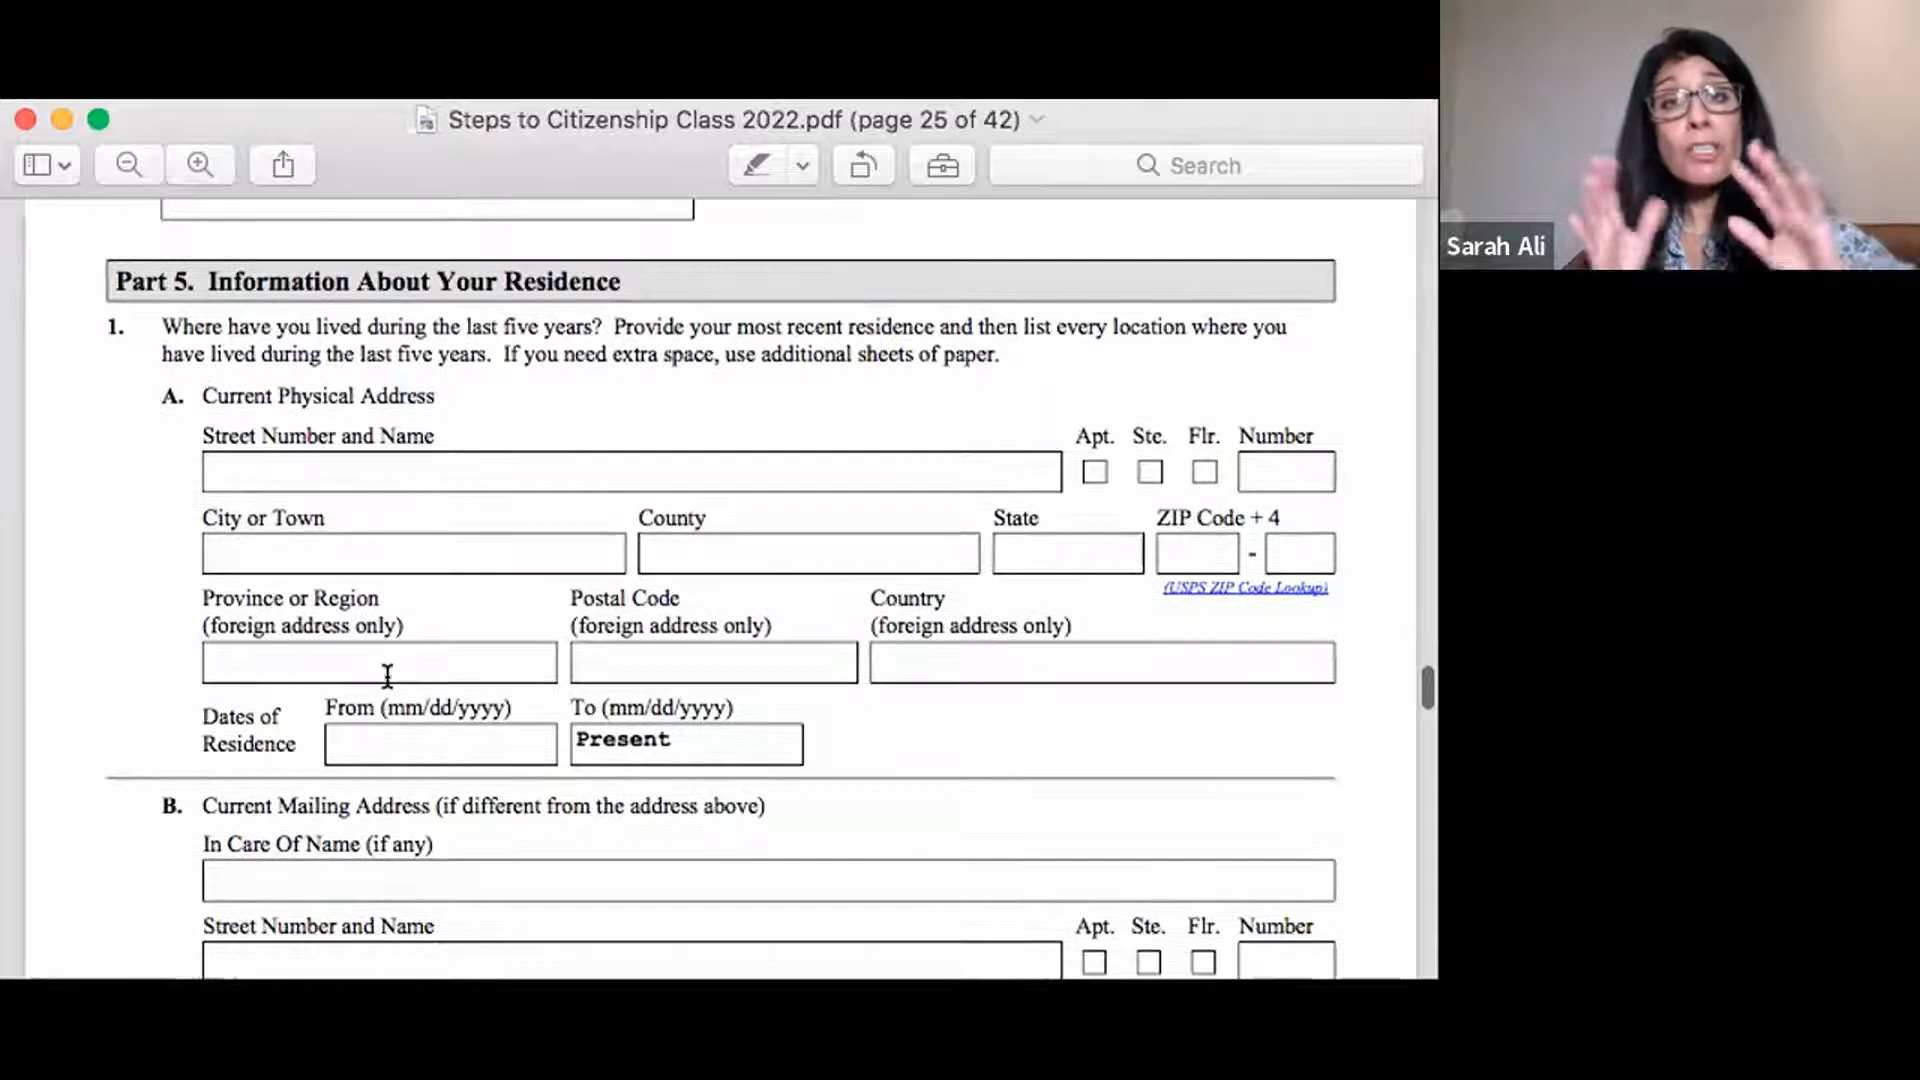 Steps to Citizenship Class 2022.pdf (page 25 of 42)
Search
Sarah Ali
Part 5. Information About Your Residence
1. Where have you lived during the last five years? Provide your most recent residence and then list every location where you
have lived during the last five years. If you need extra space, use additional sheets of paper.
A. Current Physical Address
Street Number and Name Apt. Ste. Flr. Number
City or Town County State ZIP Code + 4
-
(USPS ZIP Code Lookup)
Province or Region Postal Code Country
(foreign address only) (foreign address only) (foreign address only)
Dates of From (mm/dd/yyyy) To (mm/dd/yyyy)
Residence Present
B. Current Mailing Address (if different from the address above)
In Care Of Name (if any)
Street Number and Name Apt. Ste. Flr. Number